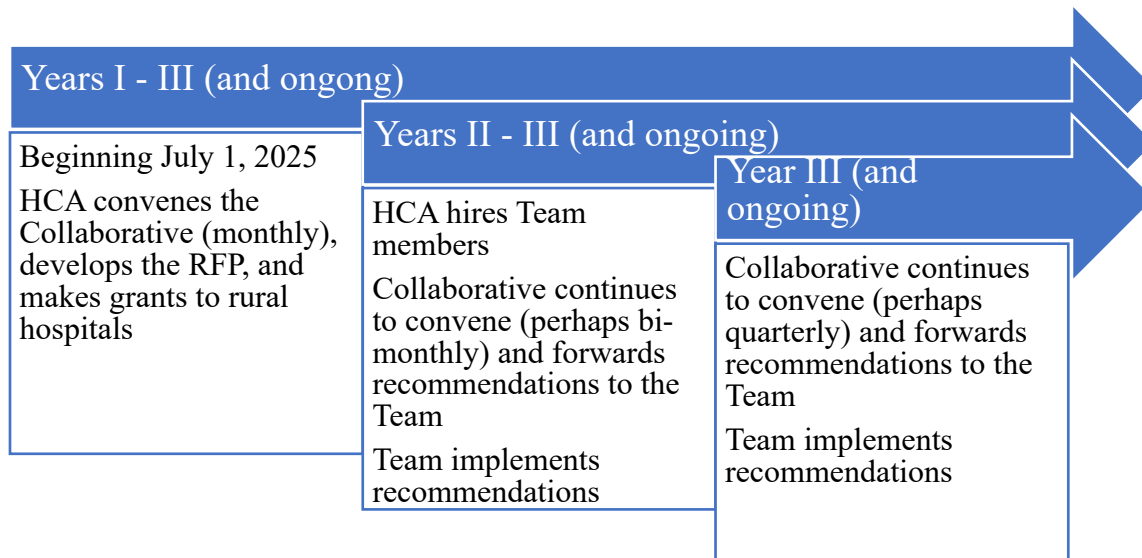 Years I - III (and ongong)
Beginning July 1, 2025
HCA convenes the
Collaborative (monthly),
develops the RFP, and
makes grants to rural
hospitals
Years II - III (and ongoing)
HCA hires Team
members
Collaborative continues
to convene (perhaps bi-
monthly) and forwards
recommendations to the
Team
Team implements
recommendations
Year III (and
ongoing)
Collaborative continues
to convene (perhaps
quarterly) and forwards
recommendations to the
Team
Team implements
recommendations